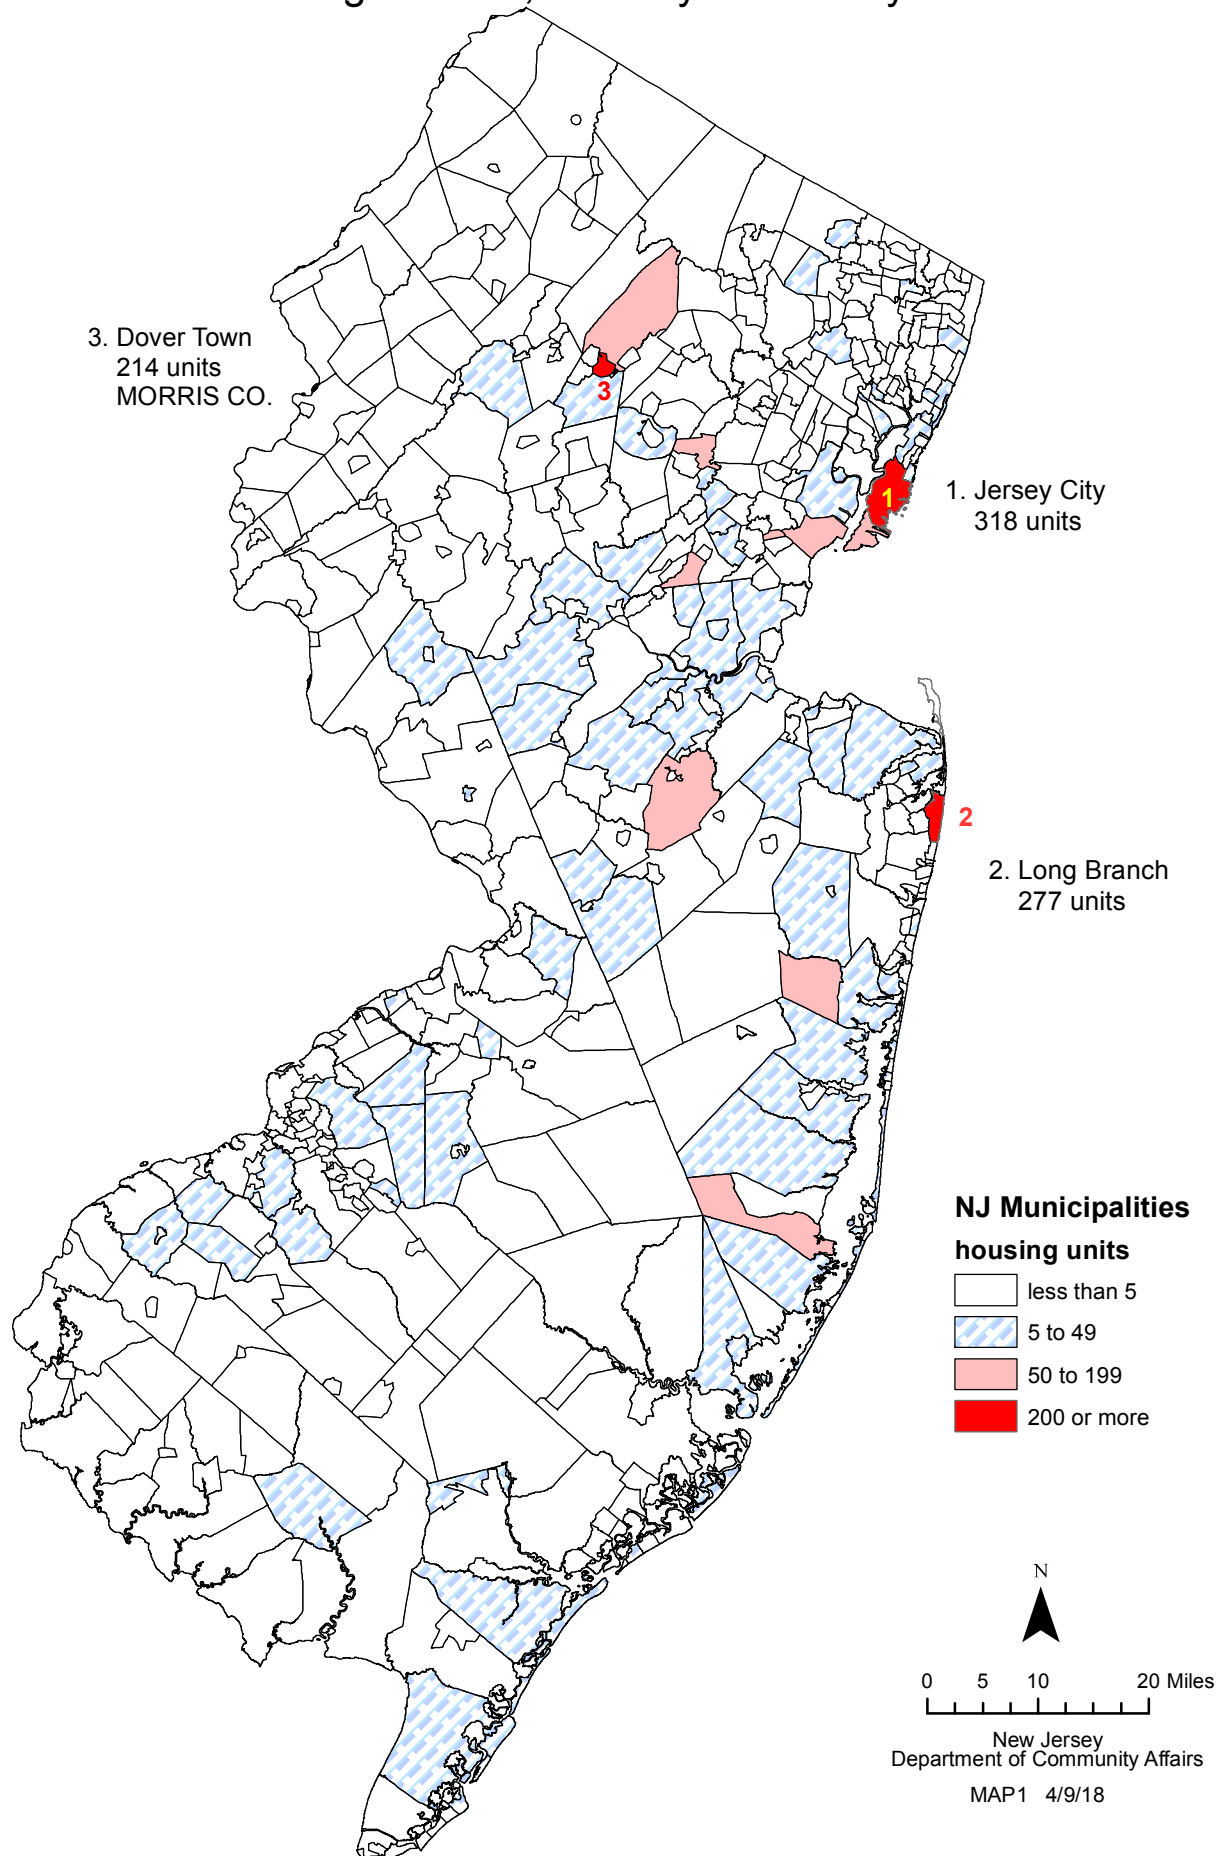 3. Dover Town
214 units
MORRIS CO.
3
1
1. Jersey City
318 units
2
2. Long Branch
277 units
NJ Municipalities
housing units
less than 5
5 to 49
50 to 199
200 or more
N
0 5 10 20 Miles
New Jersey
Department of Community Affairs
MAP1 4/9/18